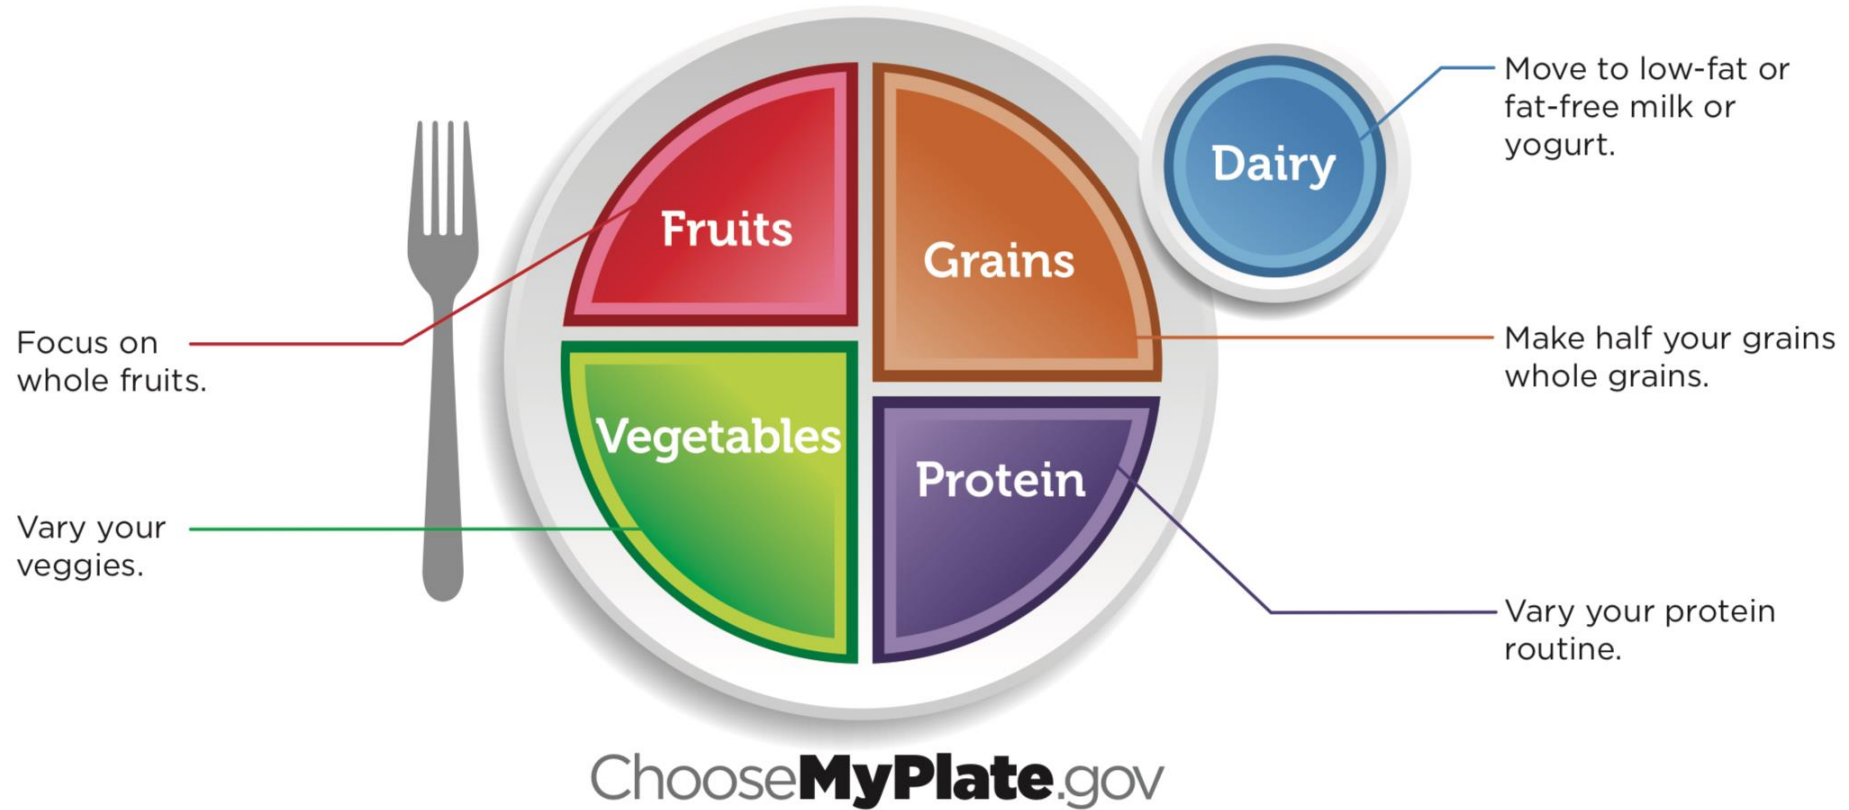 Fruits
Grains
Dairy
Vegetables
Protein
Move to low-fat or
fat-free milk or
yogurt.
Focus on
whole fruits.
Make half your grains
whole grains.
Vary your
veggies.
Vary your protein
routine.
ChooseMyPlate.gov